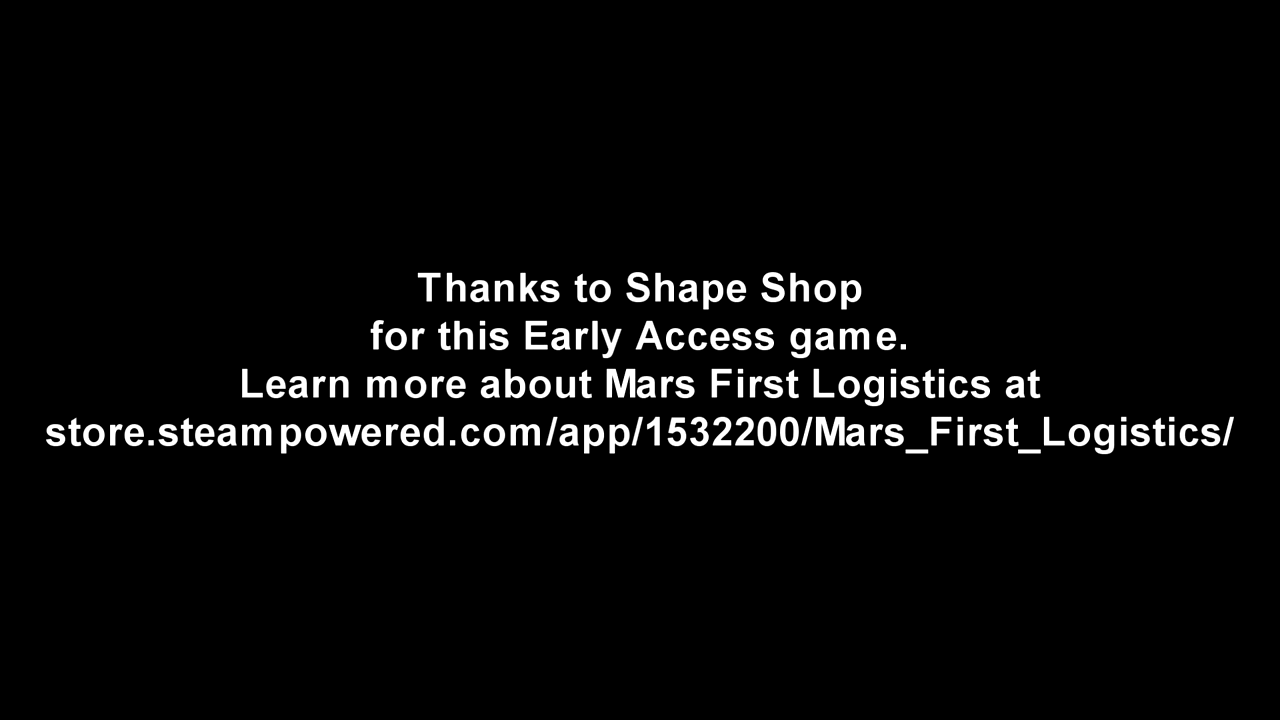 Thanks to Shape Shop
for this Early Access game.
Learn more about Mars First Logistics at
store.steampowered.com/app/1532200/Mars_First_Logistics/